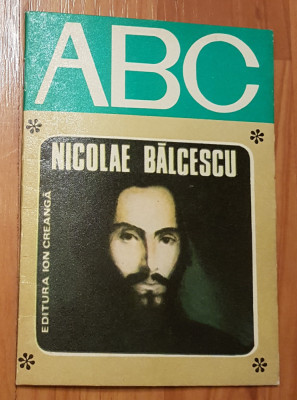 ABC
NICOLAE BĂLCESCU
EDITURA ION CREANGĂ